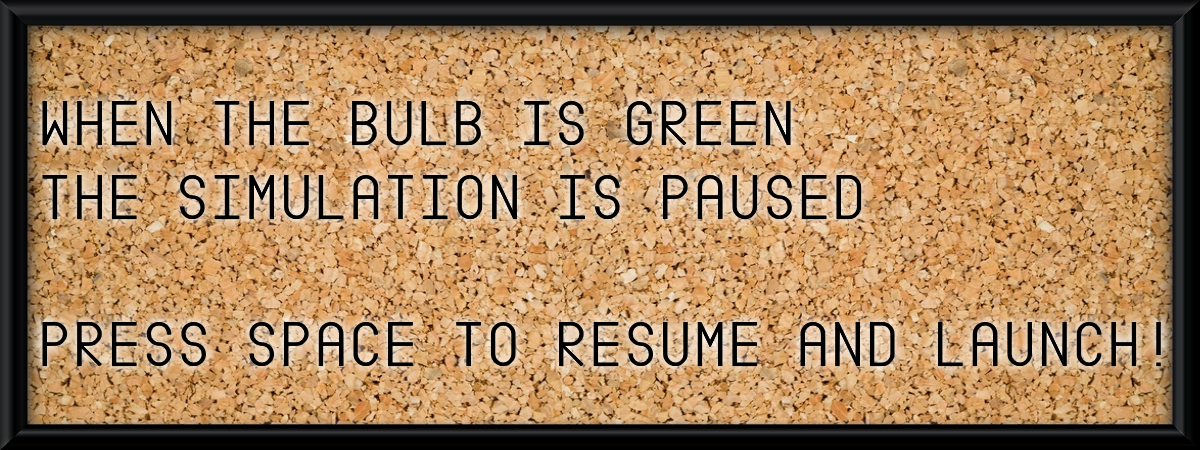 WHEN THE BULB IS GREEN
THE SIMULATION IS PAUSED
PRESS SPACE TO RESUME AND LAUNCH!